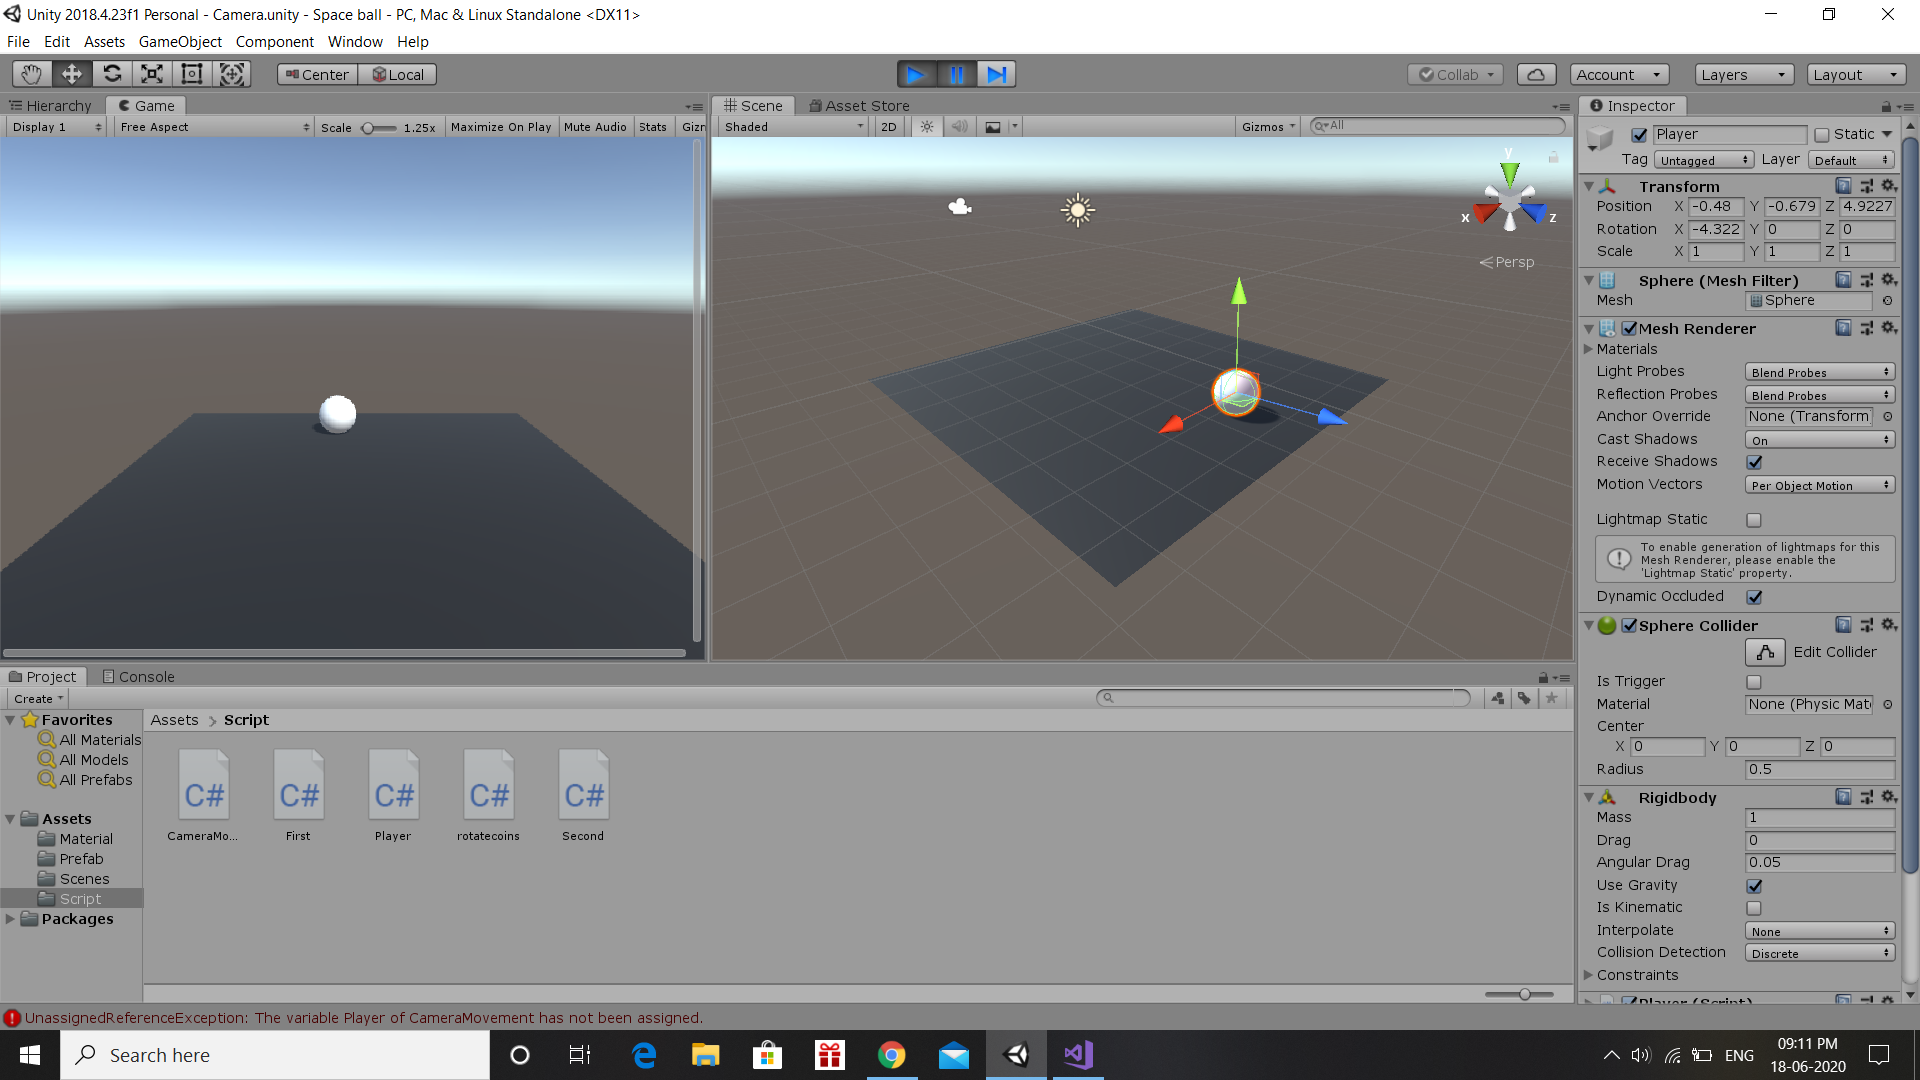 Unity 2018.4.23f1 Personal - Camera.unity - Space ball - PC, Mac & Linux Standalone <DX11>
File Edit Assets GameObject Component Window Help
Center Local
Collab Account Layers Layout
Hierarchy Game
Display 1 Free Aspect Scale 1.25x Maximize On Play Mute Audio Stats Gizn
Scene Asset Store
Shaded 2D Gizmos All
y
x z
Persp
Inspector
Player Static
Tag Untagged Layer Default
Transform
Position X -0.48 Y -0.679 Z 4.9227
Rotation X -4.322 Y 0 Z 0
Scale X 1 Y 1 Z 1
Sphere (Mesh Filter)
Mesh Sphere
Mesh Renderer
Materials
Light Probes Blend Probes
Reflection Probes Blend Probes
Anchor Override None (Transform
Cast Shadows On
Receive Shadows
Motion Vectors Per Object Motion
Lightmap Static
To enable generation of lightmaps for this
Mesh Renderer, please enable the
'Lightmap Static' property.
Dynamic Occluded
Sphere Collider
Edit Collider
Is Trigger
Material None (Physic Mat
Center
X 0 Y 0 Z 0
Radius 0.5
Rigidbody
Mass 1
Drag 0
Angular Drag 0.05
Use Gravity
Is Kinematic
Interpolate None
Collision Detection Discrete
Constraints
Player (Script)
Project Console
Create
Favorites
All Materials
All Models
All Prefabs
Assets
Material
Prefab
Scenes
Script
Packages
Assets > Script
C# C# C# C# C#
CameraMo... First Player rotatecoins Second
UnassignedReferenceException: The variable Player of CameraMovement has not been assigned.
Search here
ENG
09:11 PM
18-06-2020